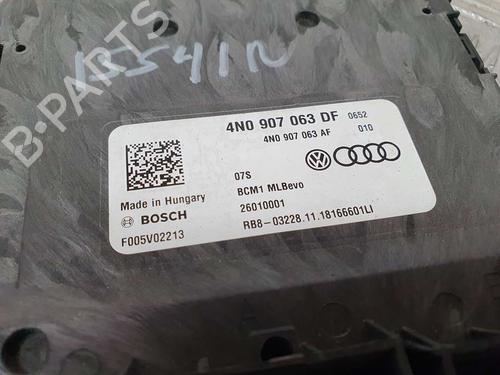 15541N
B-PARTS
4N0 907 063 DF 0652
4N0 907 063 AF 010
07S
BCM1 MLBevo
Made in Hungary
26010001
BOSCH
RB8-03228.11.18166601LI
F005V02213